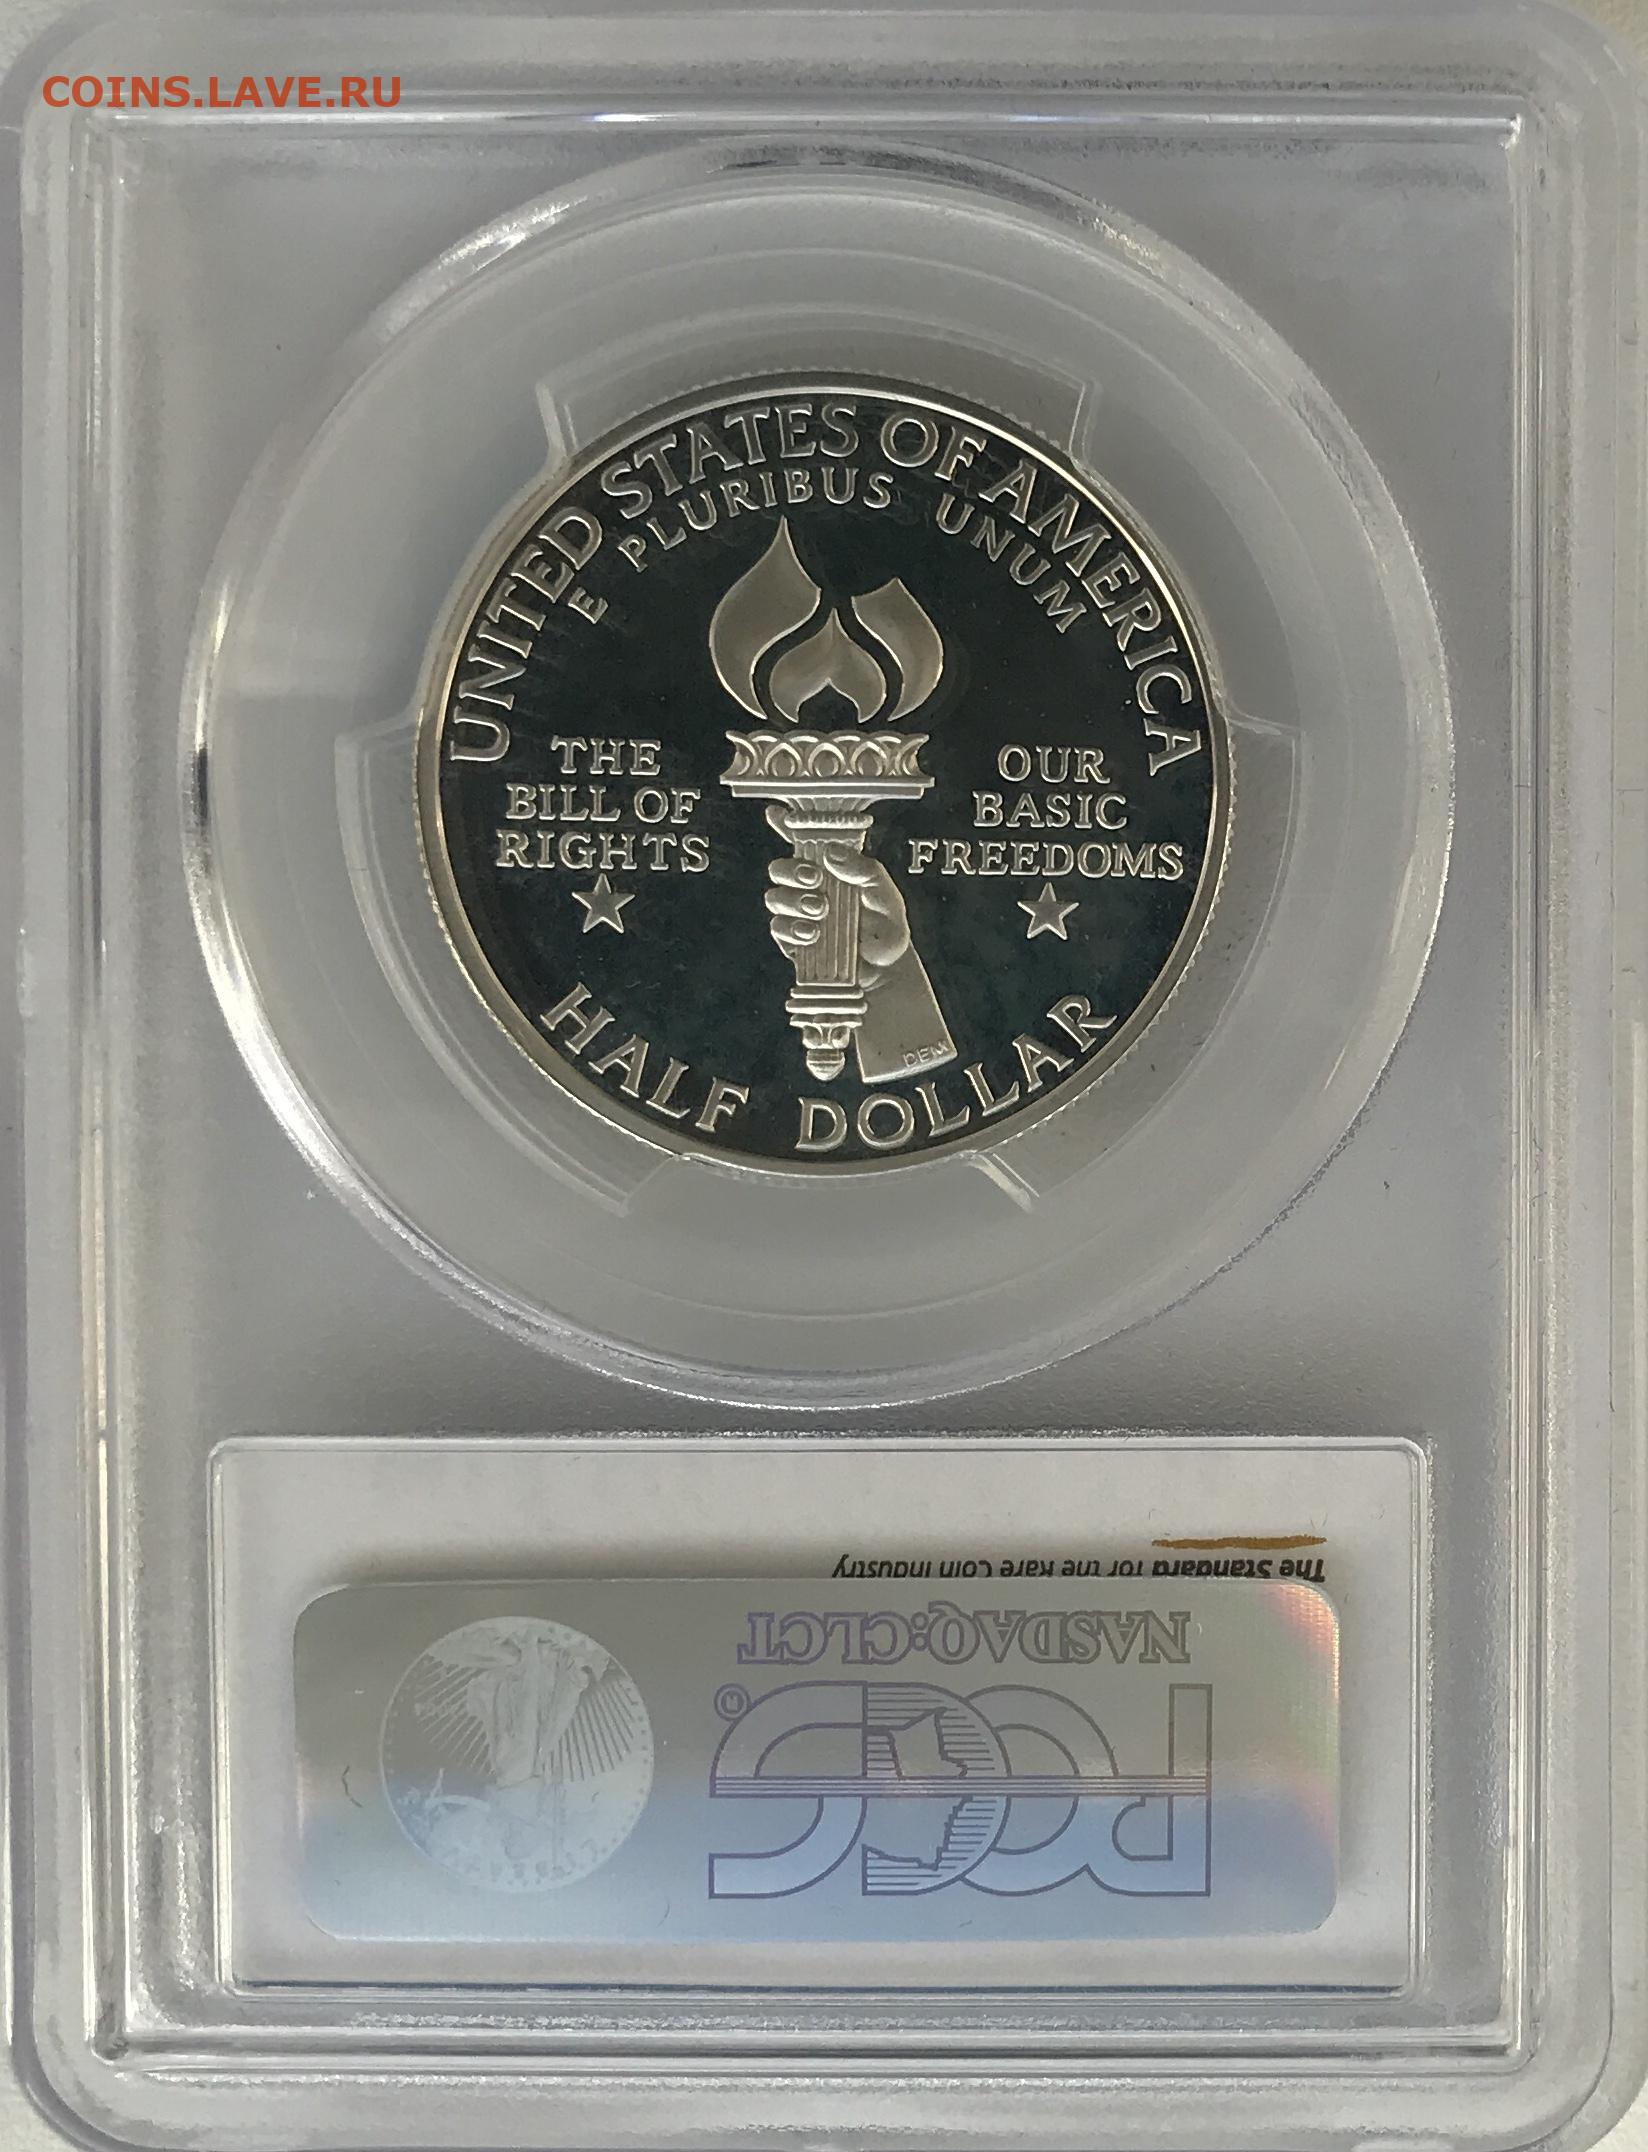 COINS.LAVE.RU
UNITED STATES OF AMERICA
E PLURIBUS UNUM
THE
BILL OF
RIGHTS
OUR
BASIC
FREEDOMS
DEM
HALF DOLLAR
The Standard for the Rare Coin Industry
NASDAQ:CLCT
PCGS
M